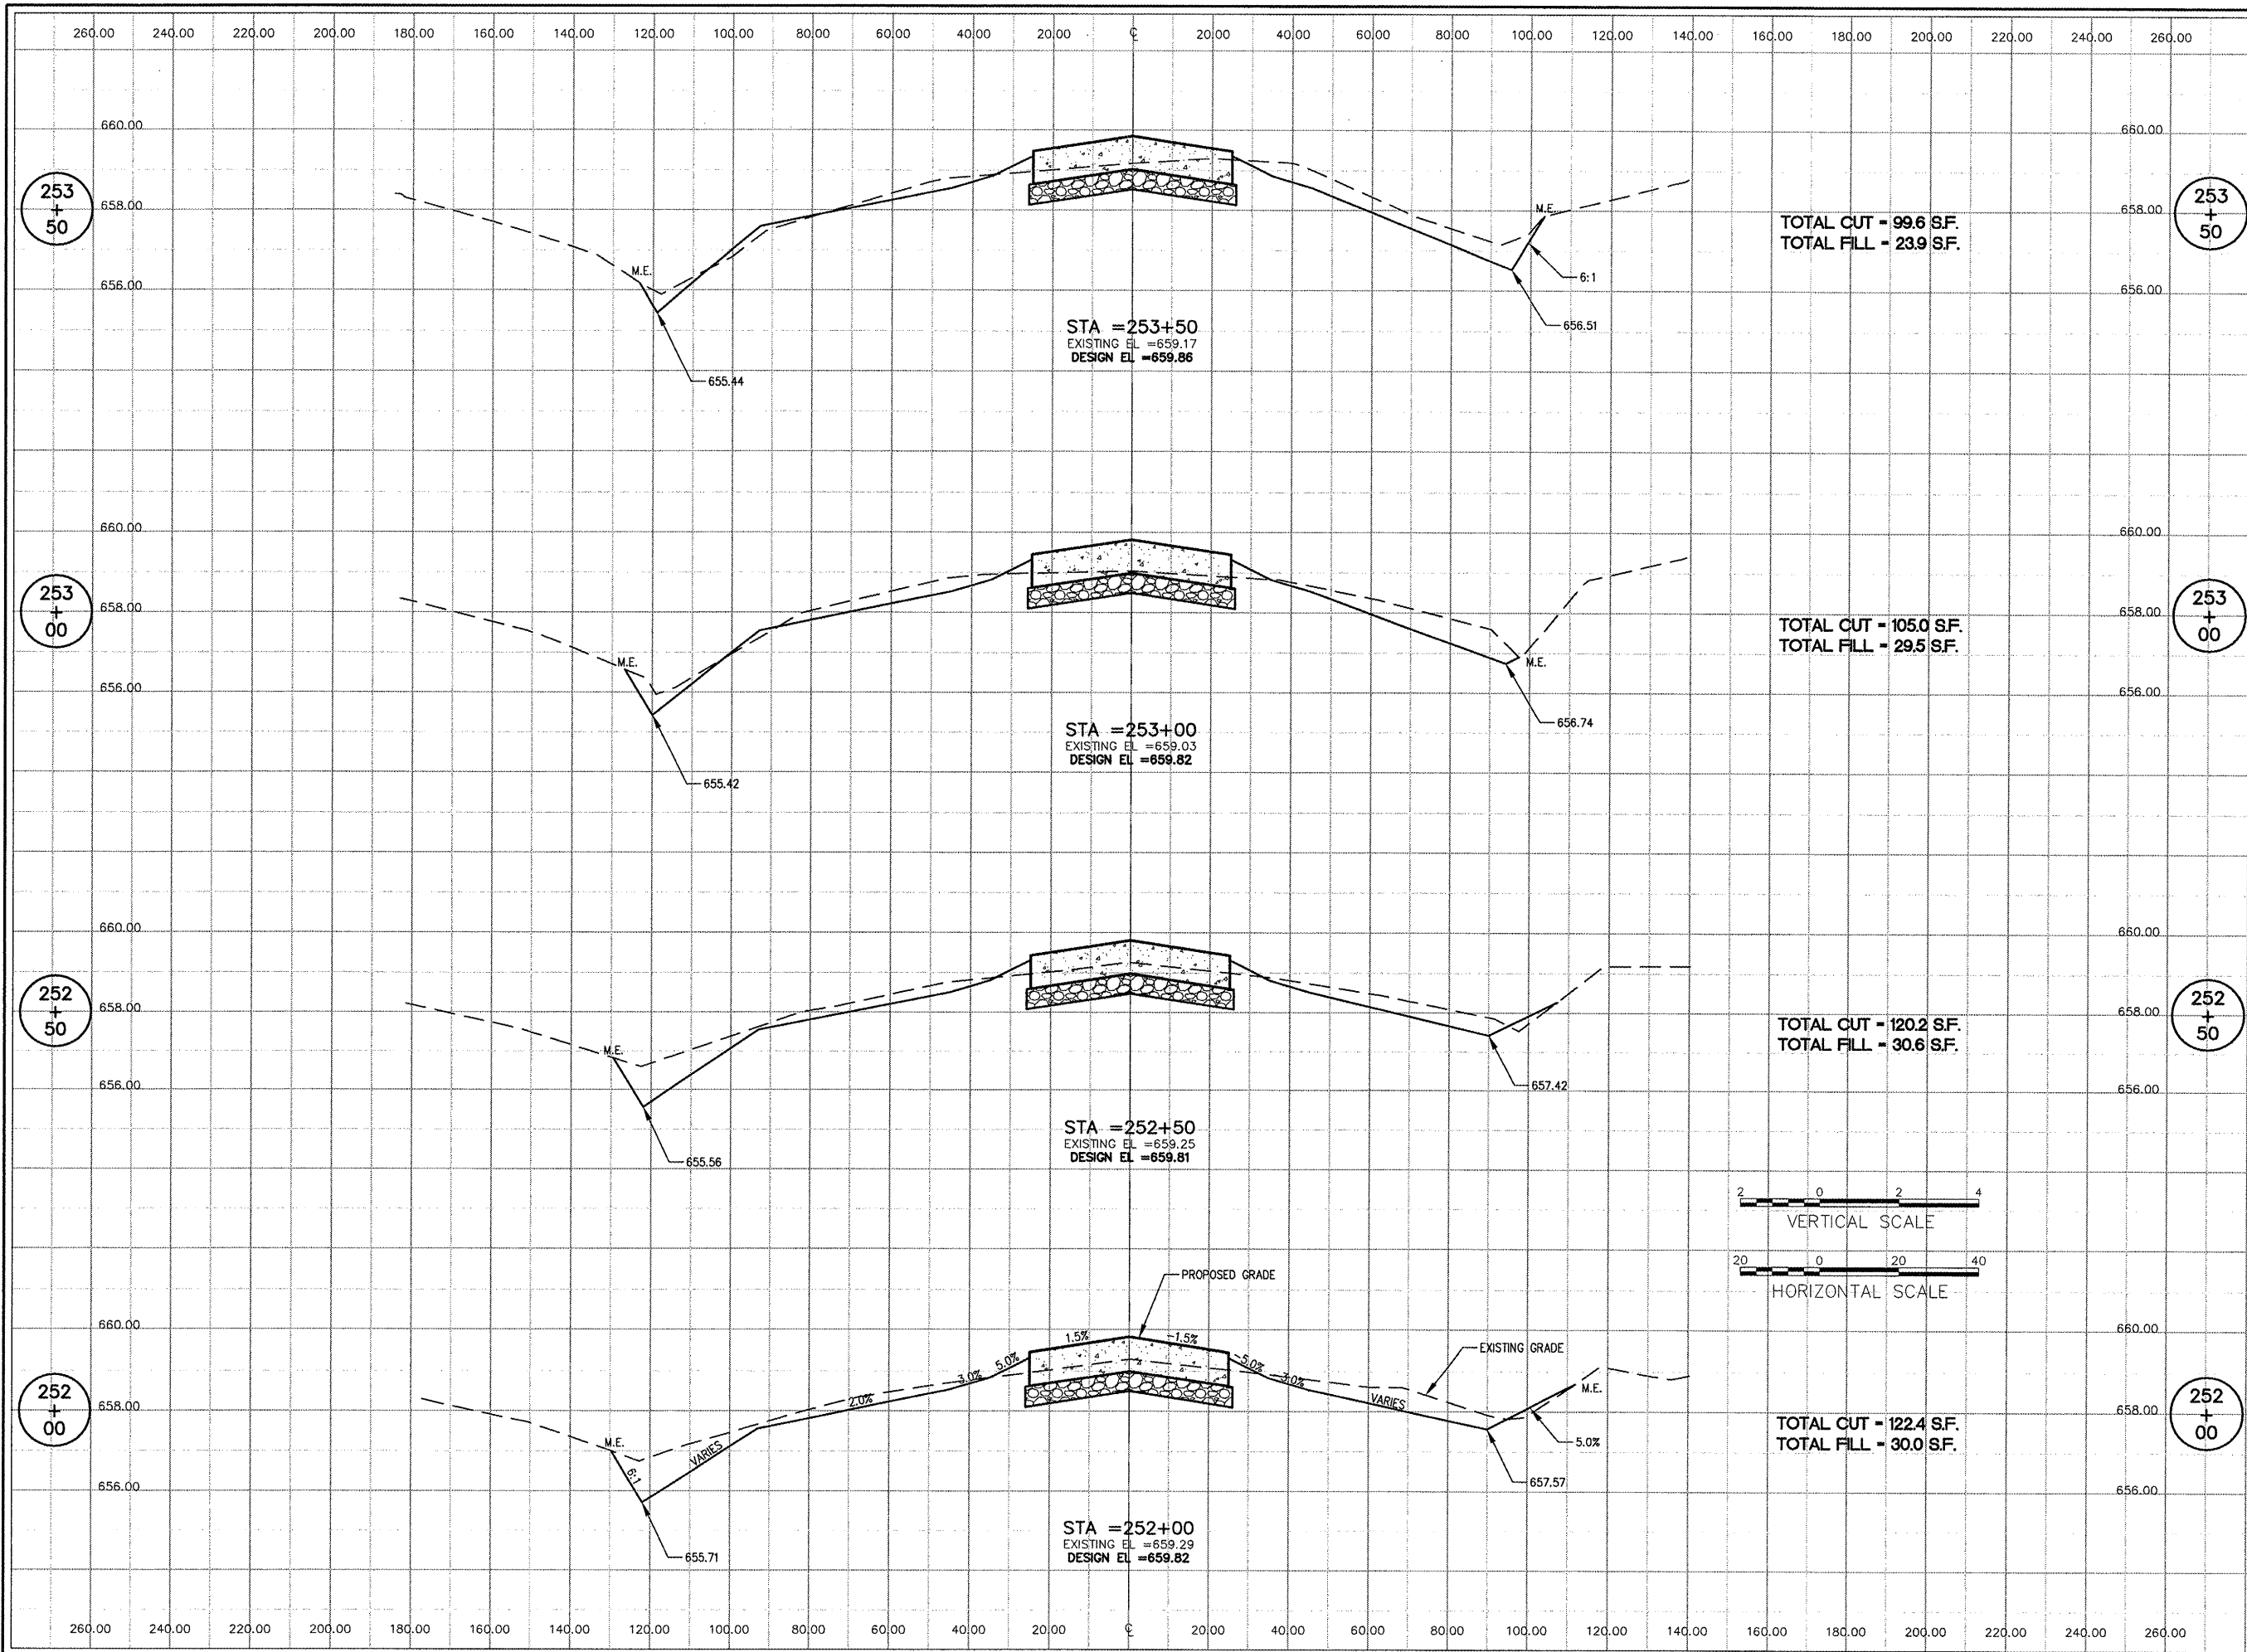 260.00 240.00 220.00 200.00 180.00 160.00 140.00 120.00 100.00 80.00 60.00 40.00 20.00 ℄ 20.00 40.00 60.00 80.00 100.00 120.00 140.00 160.00 180.00 200.00 220.00 240.00 260.00
660.00 660.00
253
+
50
658.00
M.E.
M.E.
658.00
253
+
50
TOTAL CUT = 99.6 S.F.
TOTAL FILL = 23.9 S.F.
656.00 6:1 656.00
STA =253+50
EXISTING EL =659.17
DESIGN EL =659.86
656.51
655.44
660.00 660.00
253
+
00
658.00 658.00
253
+
00
TOTAL CUT = 105.0 S.F.
TOTAL FILL = 29.5 S.F.
M.E. M.E.
656.00 656.00
STA =253+00
EXISTING EL =659.03
DESIGN EL =659.82
656.74
655.42
660.00 660.00
252
+
50
658.00 658.00
252
+
50
TOTAL CUT = 120.2 S.F.
TOTAL FILL = 30.6 S.F.
M.E.
656.00 656.00
657.42
STA =252+50
EXISTING EL =659.25
DESIGN EL =659.81
655.56
2 0 2 4
VERTICAL SCALE
20 0 20 40
HORIZONTAL SCALE
PROPOSED GRADE
660.00 660.00
1.5% -1.5%
EXISTING GRADE
5.0% -5.0%
3.0% -3.0%
2.0% VARIES
M.E.
252
+
00
658.00 658.00
252
+
00
TOTAL CUT = 122.4 S.F.
TOTAL FILL = 30.0 S.F.
M.E. 5.0%
6:1 VARIES
656.00 656.00
657.57
STA =252+00
EXISTING EL =659.29
DESIGN EL =659.82
655.71
260.00 240.00 220.00 200.00 180.00 160.00 140.00 120.00 100.00 80.00 60.00 40.00 20.00 ℄ 20.00 40.00 60.00 80.00 100.00 120.00 140.00 160.00 180.00 200.00 220.00 240.00 260.00